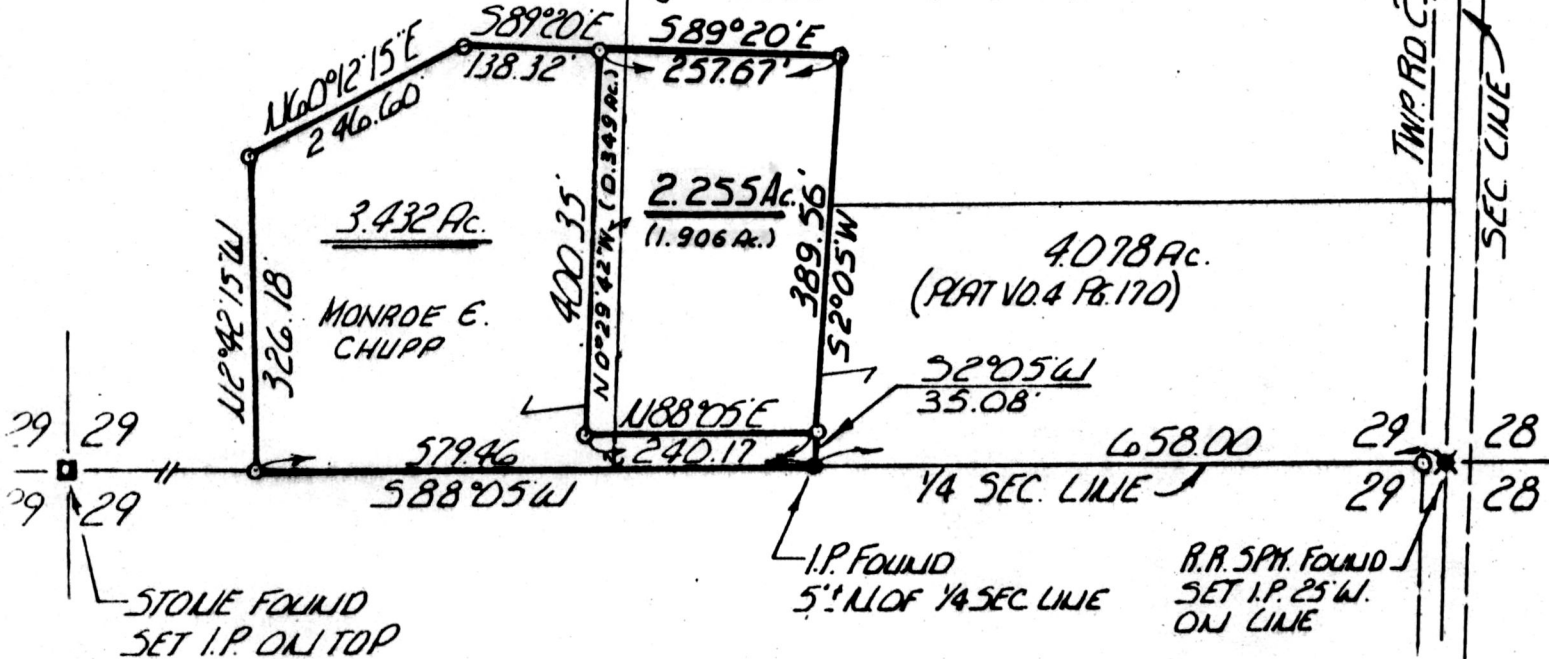 S89°20'E
138.32'
S89°20'E
257.67'
N60°12'15"E
246.60
N2°42'15"W
326.18'
3.432 Ac.
MONROE E.
CHUPP
400.35'
N0°29'42"W
(0.349 Ac.)
2.255 Ac.
(1.906 Ac.)
389.56'
S2°05'W
4.078 Ac.
(PLAT VO.4 PG.170)
TWP. RD.
SEC. LINE
S2°05'W
35.08'
N88°05'E
240.17
579.46
S88°05'W
658.00
1/4 SEC. LINE
29 29
29 29
29 28
29 28
STONE FOUND
SET I.P. ON TOP
I.P. FOUND
5'± N OF 1/4 SEC LINE
R.R. SPK. FOUND
SET I.P. 25' W.
ON LINE